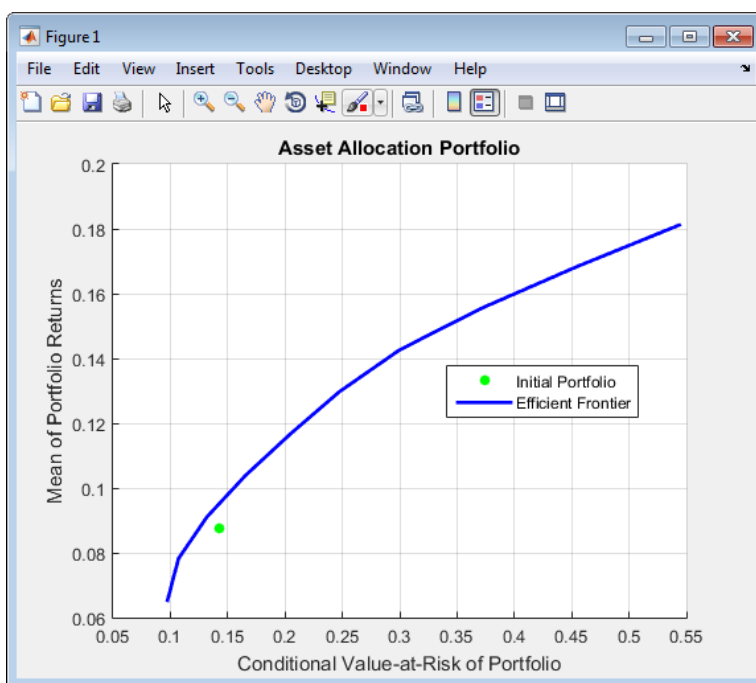 Figure 1
File Edit View Insert Tools Desktop Window Help
Asset Allocation Portfolio
Mean of Portfolio Returns
0.2
0.18
0.16
0.14
0.12
0.1
0.08
0.06
Initial Portfolio
Efficient Frontier
0.05 0.1 0.15 0.2 0.25 0.3 0.35 0.4 0.45 0.5 0.55
Conditional Value-at-Risk of Portfolio